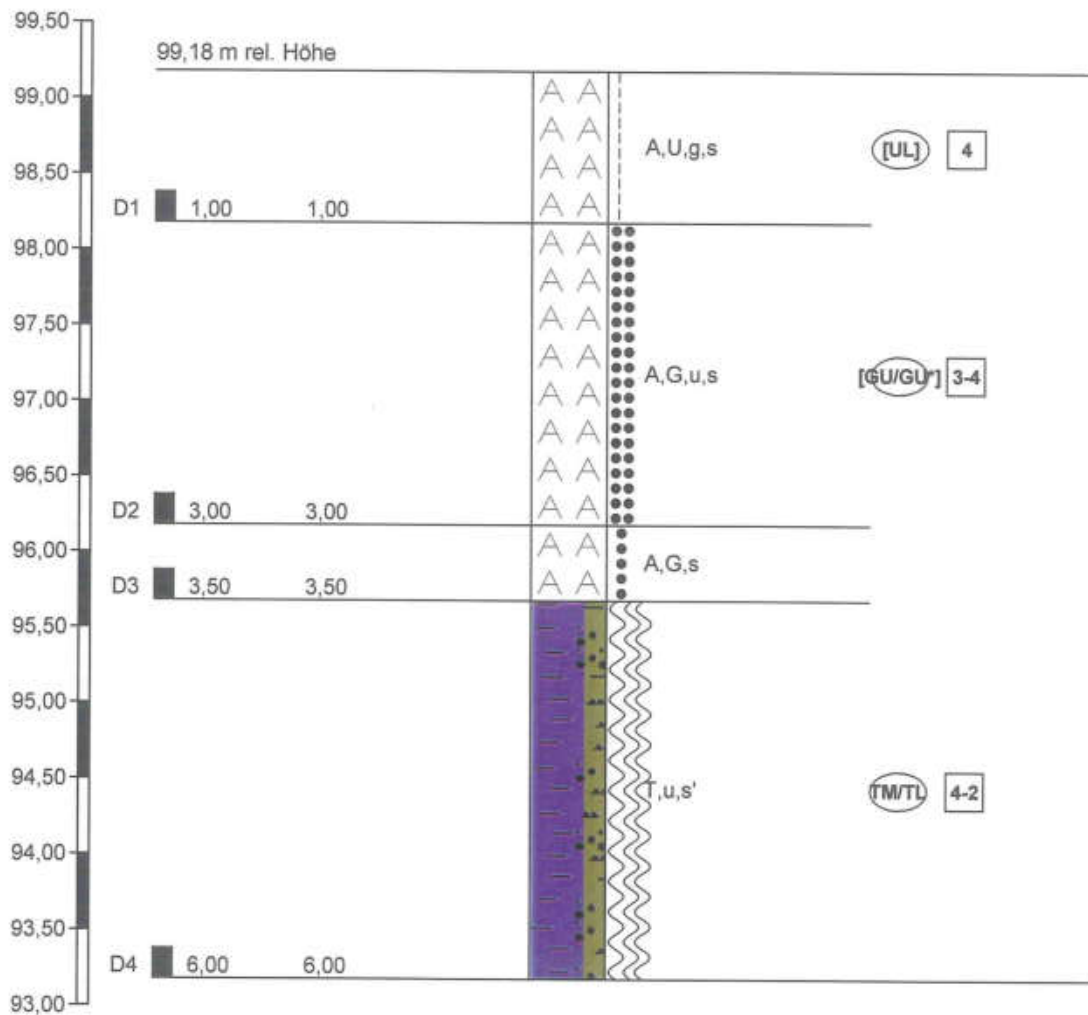 99,50
99,18 m rel. Höhe
99,00
A,U,g,s [UL] 4
98,50
D1 1,00 1,00
98,00
97,50
A,G,u,s [GU/GU*] 3-4
97,00
96,50
D2 3,00 3,00
96,00
A,G,s
D3 3,50 3,50
95,50
95,00
94,50
T,u,s' TM/TL 4-2
94,00
93,50
D4 6,00 6,00
93,00